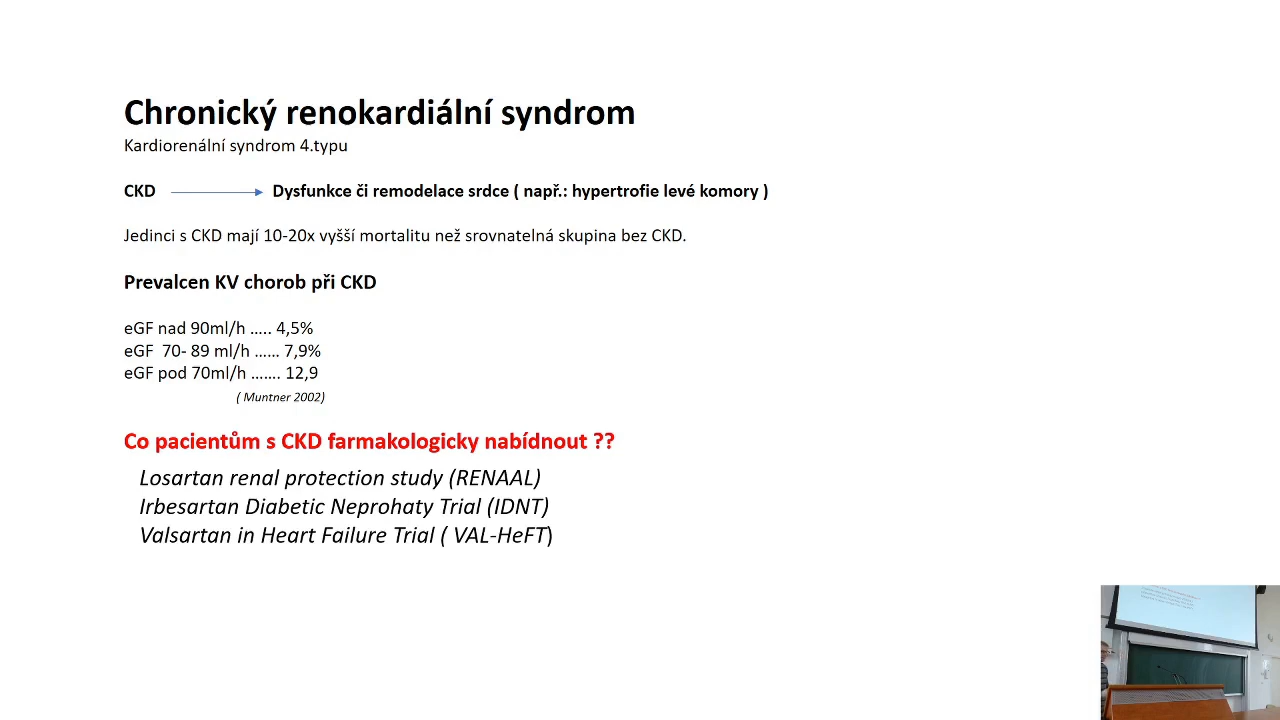 Chronický renokardiální syndrom
Kardiorenální syndrom 4.typu
CKD Dysfunkce či remodelace srdce ( např.: hypertrofie levé komory )
Jedinci s CKD mají 10-20x vyšší mortalitu než srovnatelná skupina bez CKD.
Prevalcen KV chorob při CKD
eGF nad 90ml/h ….. 4,5%
eGF  70- 89 ml/h …… 7,9%
eGF pod 70ml/h ……. 12,9
( Muntner 2002)
Co pacientům s CKD farmakologicky nabídnout ??
Losartan renal protection study (RENAAL)
Irbesartan Diabetic Neprohaty Trial (IDNT)
Valsartan in Heart Failure Trial ( VAL-HeFT)